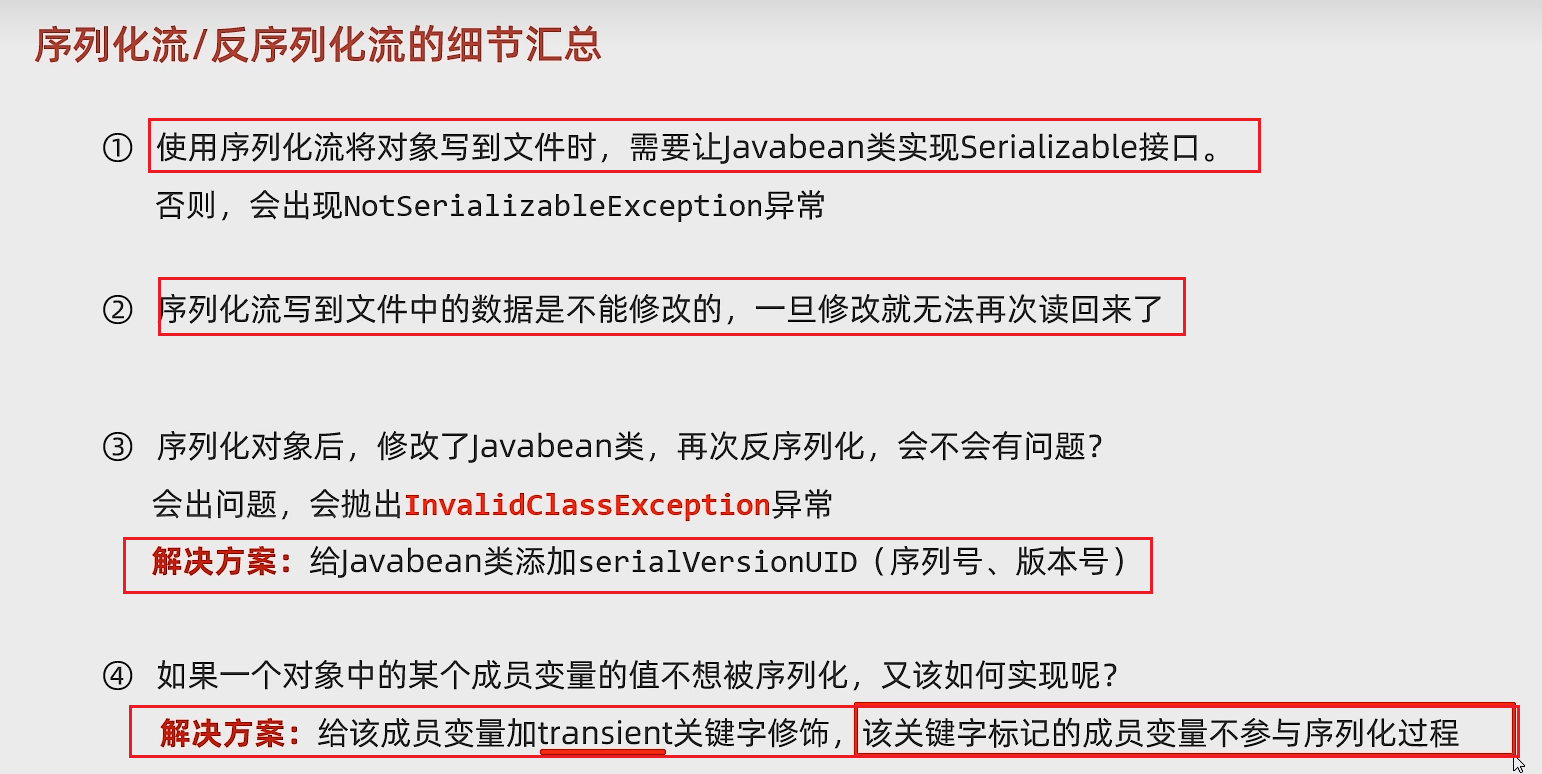 序列化流/反序列化流的细节汇总
① 使用序列化流将对象写到文件时，需要让Javabean类实现Serializable接口。
否则，会出现NotSerializableException异常
② 序列化流写到文件中的数据是不能修改的，一旦修改就无法再次读回来了
③ 序列化对象后，修改了Javabean类，再次反序列化，会不会有问题？
会出问题，会抛出InvalidClassException异常
解决方案：给Javabean类添加serialVersionUID（序列号、版本号）
④ 如果一个对象中的某个成员变量的值不想被序列化，又该如何实现呢？
解决方案：给该成员变量加transient关键字修饰，该关键字标记的成员变量不参与序列化过程